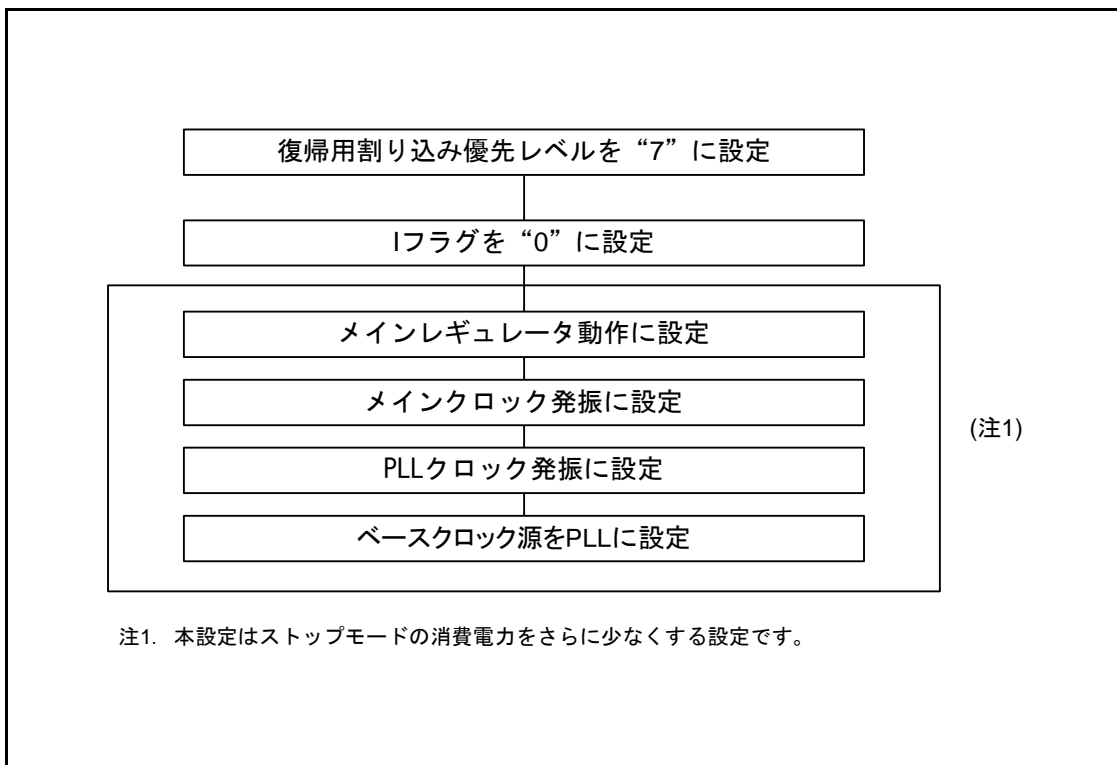 復帰用割り込み優先レベルを“7”に設定
Iフラグを“0”に設定
メインレギュレータ動作に設定
メインクロック発振に設定
PLLクロック発振に設定
ベースクロック源をPLLに設定
(注1)
注1. 本設定はストップモードの消費電力をさらに少なくする設定です。